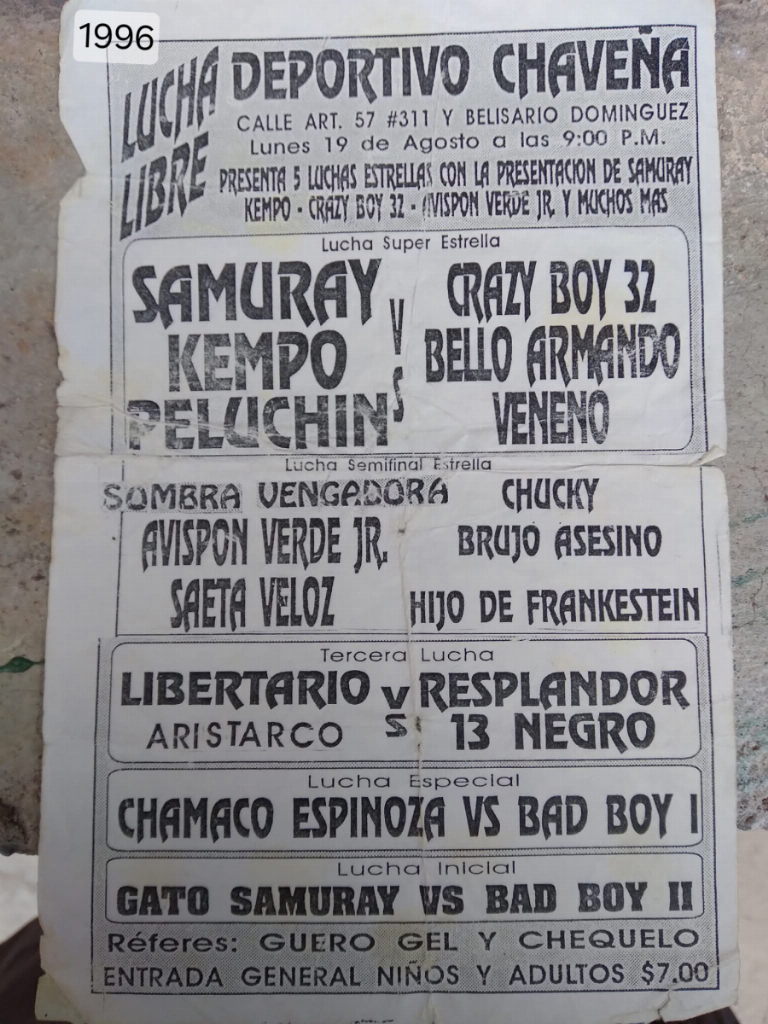 1996
LUCHA LIBRE
DEPORTIVO CHAVEÑA
CALLE ART. 57 #311 Y BELISARIO DOMINGUEZ
Lunes 19 de Agosto a las 9:00 P.M.
PRESENTA 5 LUCHAS ESTRELLAS CON LA PRESENTACION DE SAMURAY
KEMPO - CRAZY BOY 32 - AVISPON VERDE JR. Y MUCHOS MAS
Lucha Super Estrella
SAMURAY
KEMPO
PELUCHIN
VS
CRAZY BOY 32
BELLO ARMANDO
VENENO
Lucha Semifinal Estrella
SOMBRA VENGADORA
AVISPON VERDE JR.
SAETA VELOZ
CHUCKY
BRUJO ASESINO
HIJO DE FRANKESTEIN
Tercera Lucha
LIBERTARIO
ARISTARCO
VS
RESPLANDOR
13 NEGRO
Lucha Especial
CHAMACO ESPINOZA VS BAD BOY I
Lucha Inicial
GATO SAMURAY VS BAD BOY II
Réferes: GUERO GEL Y CHEQUELO
ENTRADA GENERAL NIÑOS Y ADULTOS $7.00